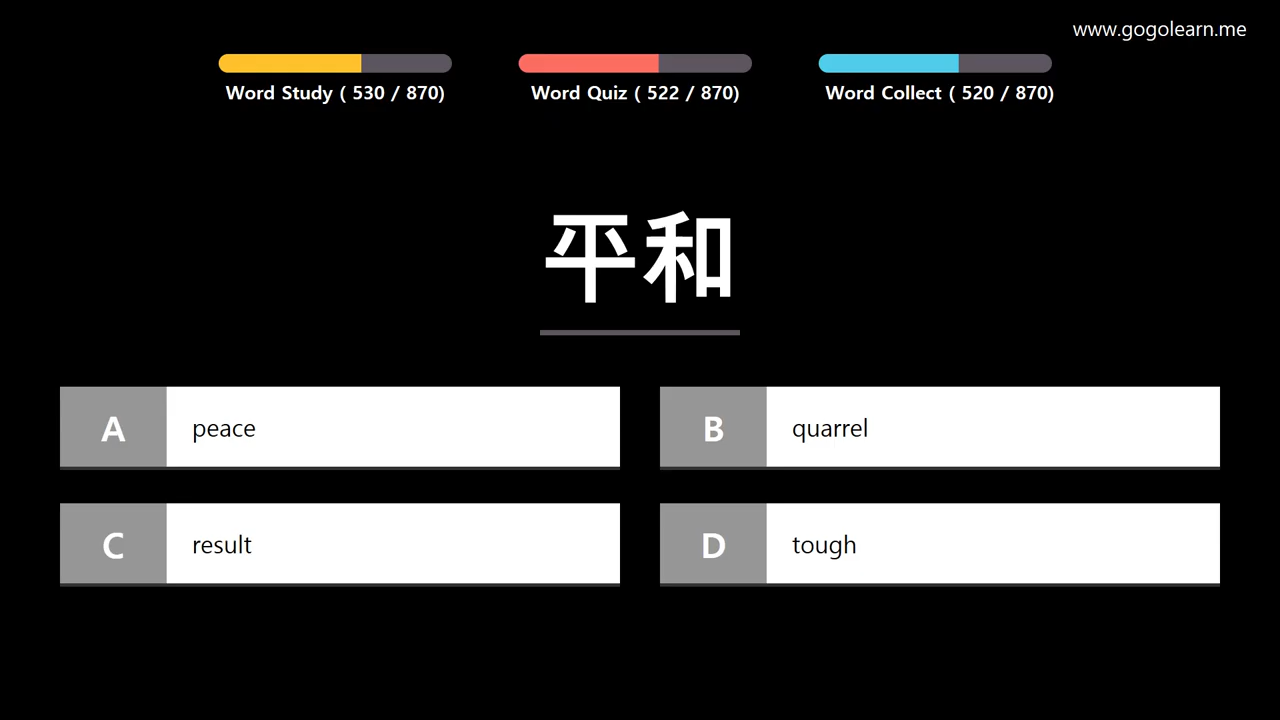 www.gogolearn.me
Word Study ( 530 / 870)
Word Quiz ( 522 / 870)
Word Collect ( 520 / 870)
平和
A peace
B quarrel
C result
D tough